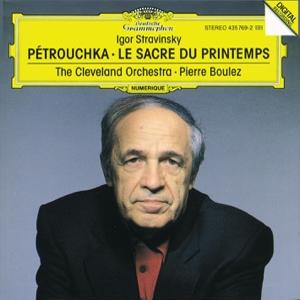 Deutsche
Grammophon
STEREO 435 769-2
Igor Stravinsky
PÉTROUCHKA · LE SACRE DU PRINTEMPS
The Cleveland Orchestra · Pierre Boulez
NUMERIQUE
DIGITAL